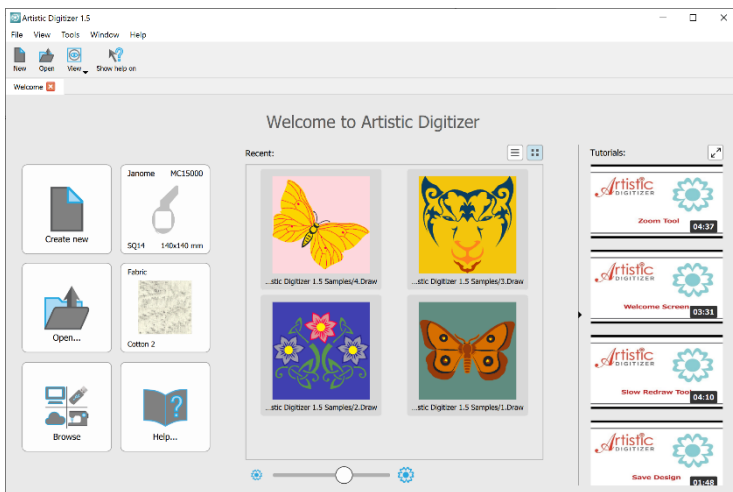 Artistic Digitizer 1.5
File View Tools Window Help
New Open View Show help on
Welcome
Welcome to Artistic Digitizer
Recent:
Tutorials:
Create new
Janome MC15000
SQ14 140x140 mm
Open...
Fabric
Cotton 2
Browse
Help...
...stic Digitizer 1.5 Samples/4.Draw
...stic Digitizer 1.5 Samples/3.Draw
...stic Digitizer 1.5 Samples/2.Draw
...stic Digitizer 1.5 Samples/1.Draw
Artistic
DIGITIZER
Zoom Tool
04:37
Artistic
DIGITIZER
Welcome Screen
03:31
Artistic
DIGITIZER
Slow Redraw Tool
04:10
Artistic
DIGITIZER
Save Design
01:48